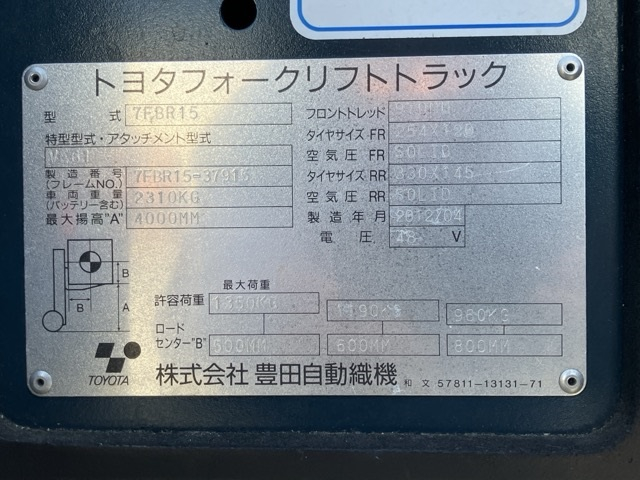 トヨタフォークリフトトラック
型式 7FBR15
特型型式・アタッチメント型式
製造番号(フレームNO.) 7FBR15-37915
車両重量(バッテリー含む) 2310KG
最大揚高"A" 4000MM
フロントトレッド
タイヤサイズ FR 254X
空気圧 FR SOLID
タイヤサイズ RR 330X145
空気圧 RR SOLID
製造年月
電圧 48 V
B
B
A
最大荷重
許容荷重 1350KG 980KG
ロードセンター"B" 600MM 600MM 800MM
TOYOTA
株式会社 豊田自動織機
和文 57811-13131-71